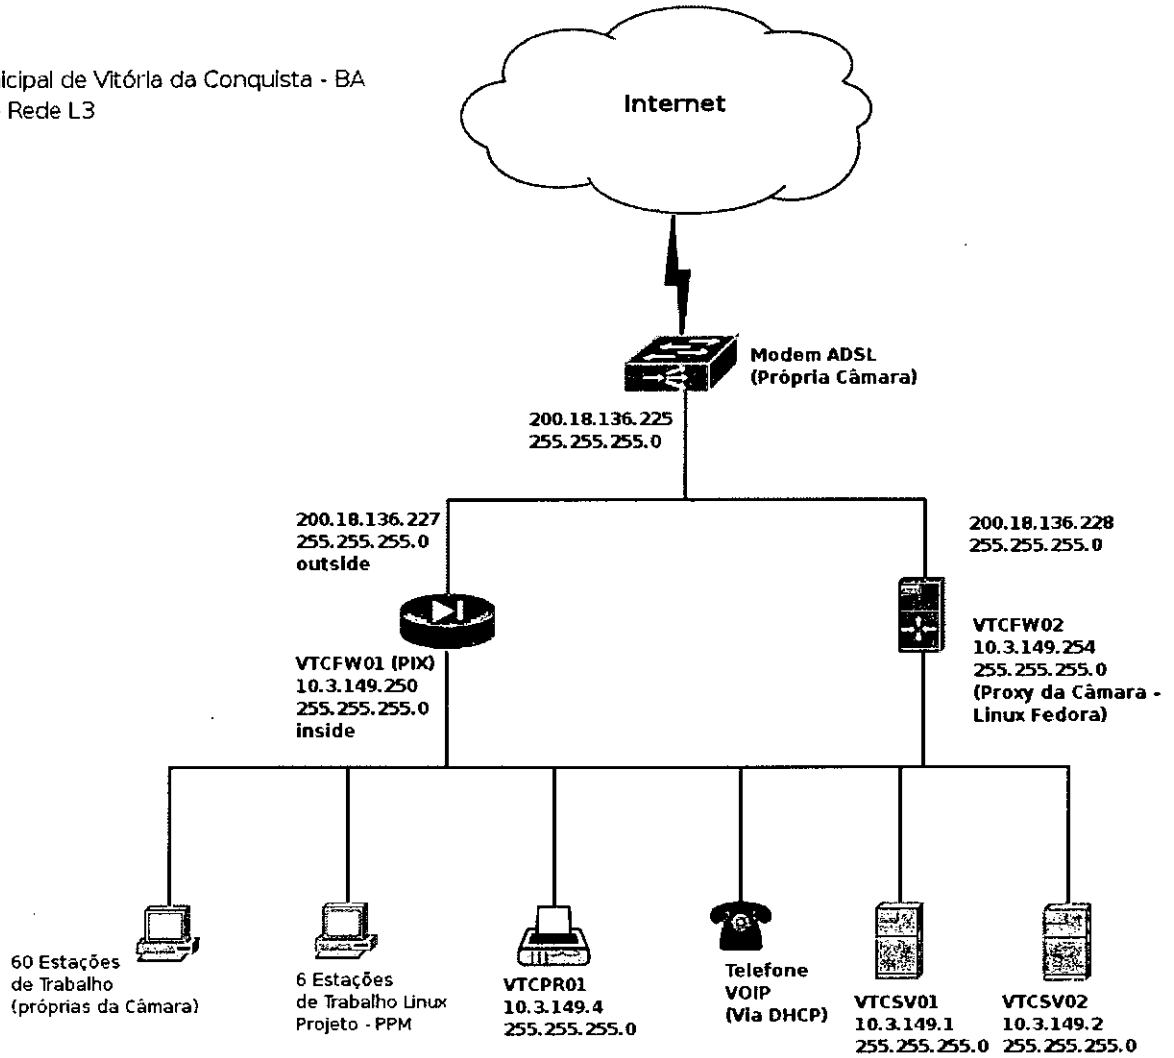 icipal de Vitória da Conquista - BA
Rede L3
Internet
Modem ADSL
(Própria Câmara)
200.18.136.225
255.255.255.0
200.18.136.227
255.255.255.0
outside
200.18.136.228
255.255.255.0
VTCFW01 (PIX)
10.3.149.250
255.255.255.0
inside
VTCFW02
10.3.149.254
255.255.255.0
(Proxy da Câmara -
Linux Fedora)
60 Estações
de Trabalho
(próprias da Câmara)
6 Estações
de Trabalho Linux
Projeto - PPM
VTCPR01
10.3.149.4
255.255.255.0
Telefone
VOIP
(Via DHCP)
VTCSV01
10.3.149.1
255.255.255.0
VTCSV02
10.3.149.2
255.255.255.0